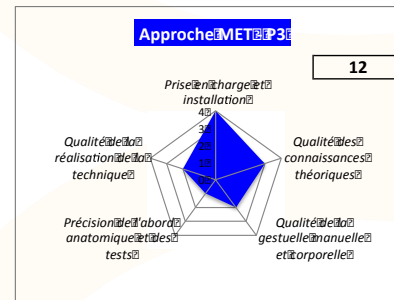 Approche MET P3
12
Prise en charge et
installation
4
3
2
1
0
Qualité de la
réalisation de la
technique
Qualité des
connaissances
théoriques
Précision de l'abord
anatomique et des
tests
Qualité de la
gestuelle manuelle
et corporelle